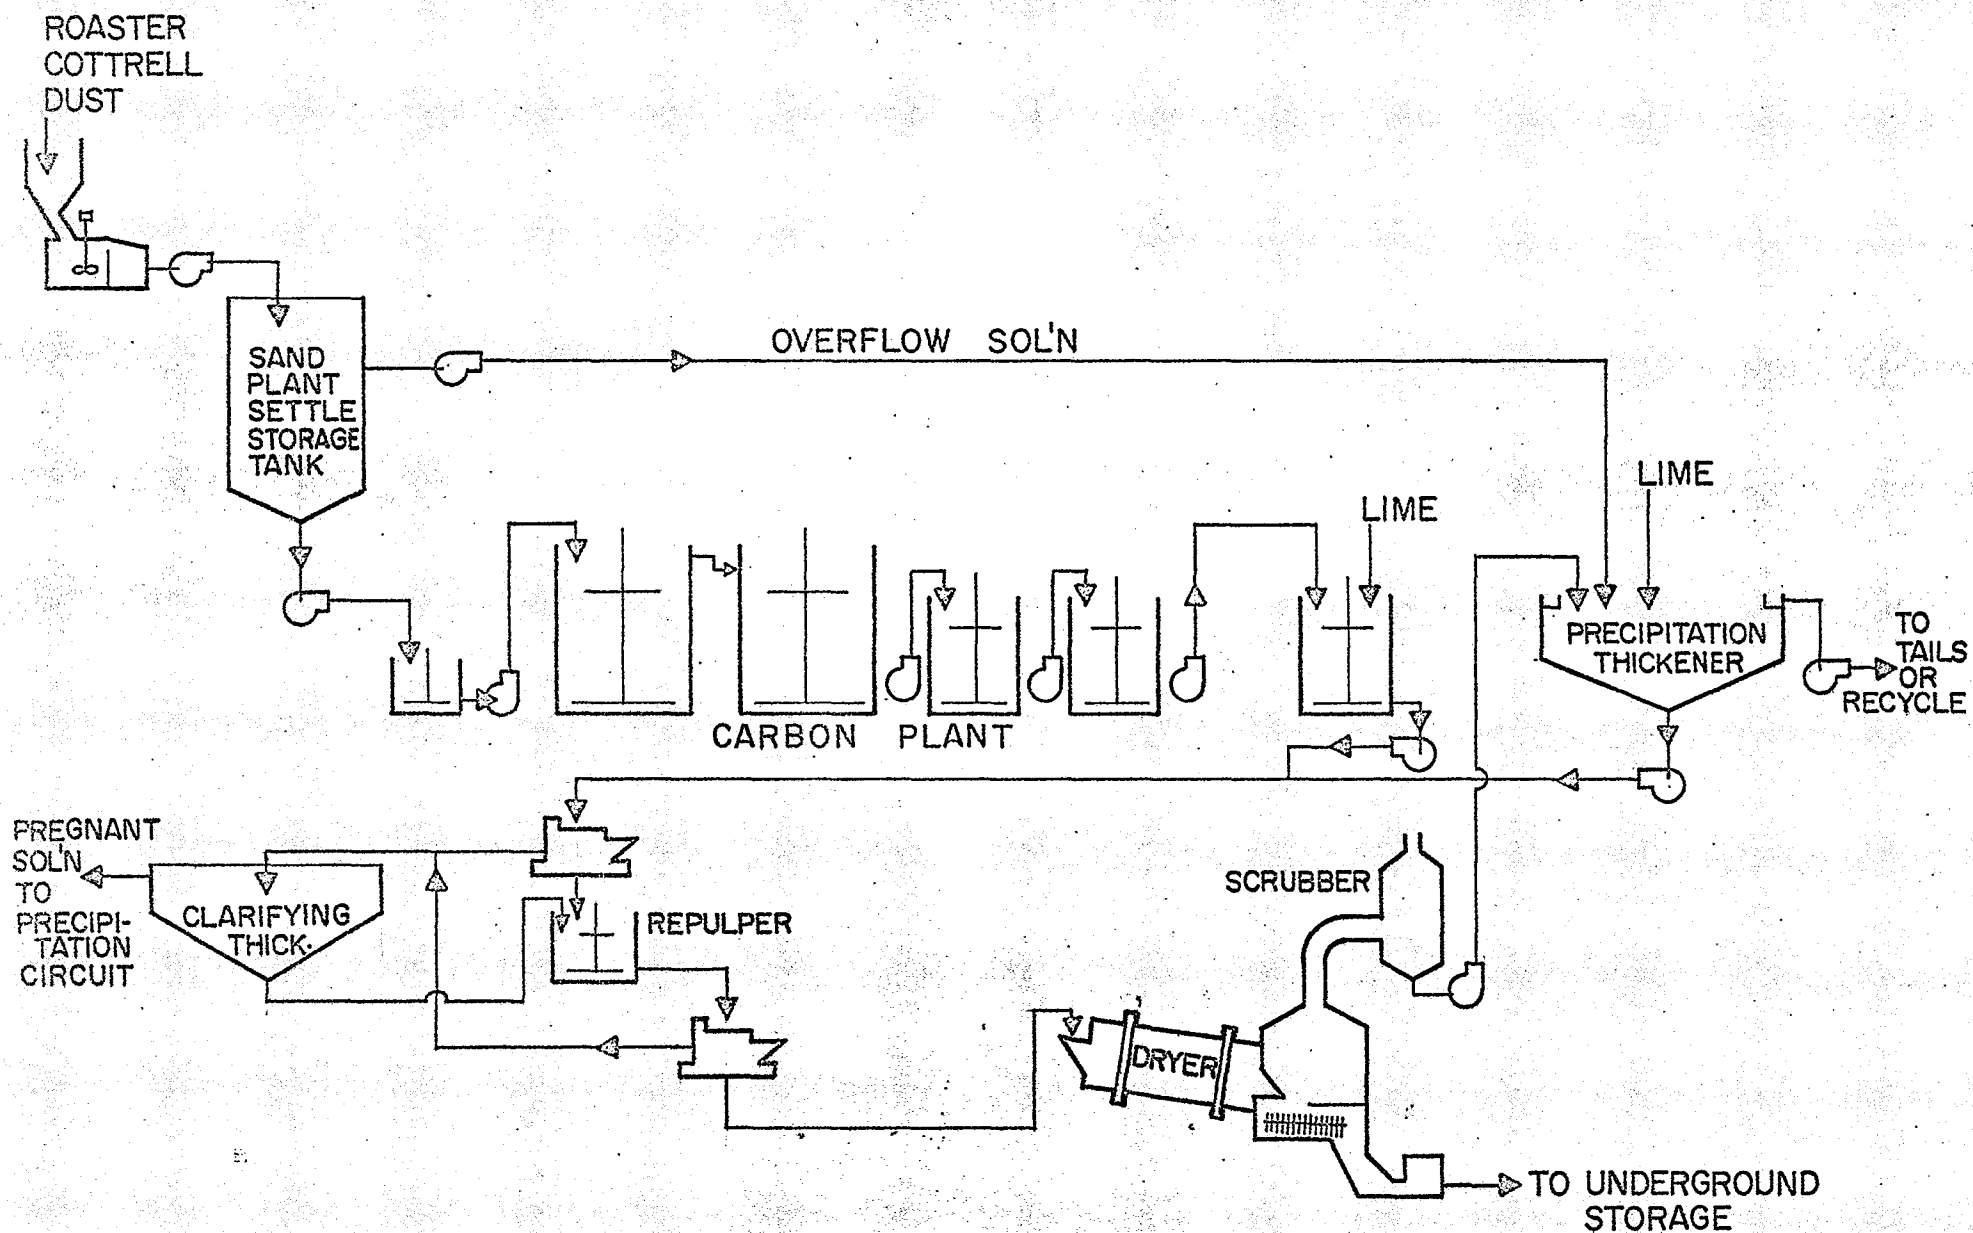 ROASTER
COTTRELL
DUST
OVERFLOW SOL'N
SAND
PLANT
SETTLE
STORAGE
TANK
LIME
LIME
PRECIPITATION
THICKENER
TO
TAILS
OR
RECYCLE
CARBON PLANT
PREGNANT
SOL'N
TO
PRECIPI-
TATION
CIRCUIT
CLARIFYING
THICK.
REPULPER
SCRUBBER
DRYER
TO UNDERGROUND
STORAGE